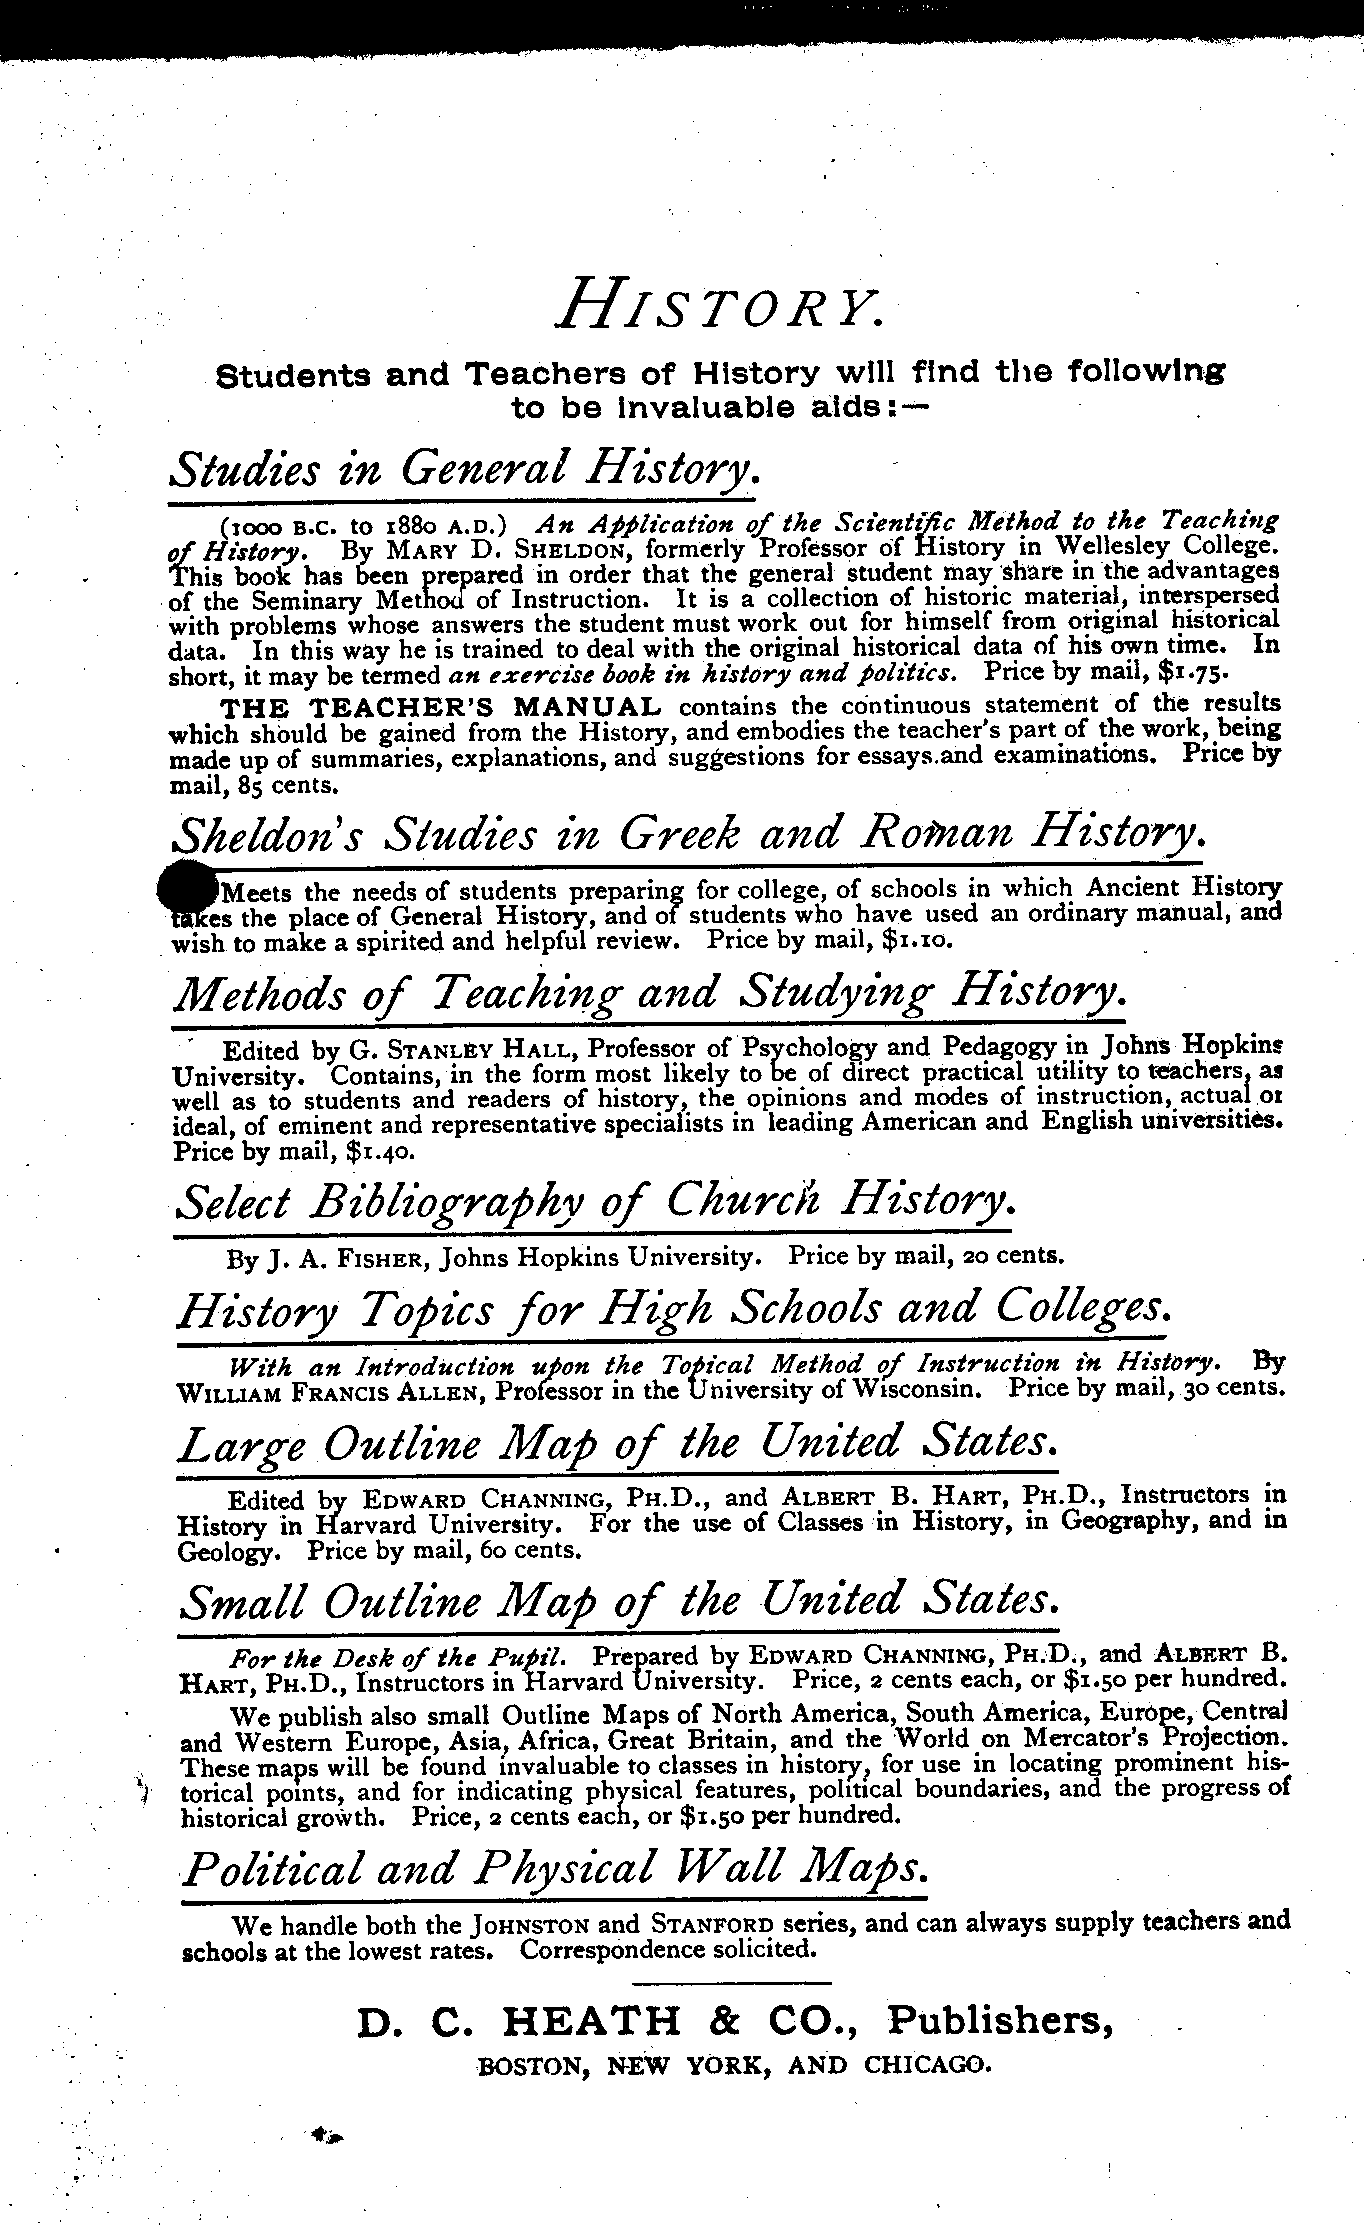 HISTORY.
Students and Teachers of History will find the following
to be invaluable aids:—
Studies in General History.
(1000 B.C. to 1880 A.D.) An Application of the Scientific Method to the Teaching
of History. By MARY D. SHELDON, formerly Professor of History in Wellesley College.
This book has been prepared in order that the general student may share in the advantages
of the Seminary Method of Instruction. It is a collection of historic material, interspersed
with problems whose answers the student must work out for himself from original historical
data. In this way he is trained to deal with the original historical data of his own time. In
short, it may be termed an exercise book in history and politics. Price by mail, $1.75.
THE TEACHER'S MANUAL contains the continuous statement of the results
which should be gained from the History, and embodies the teacher's part of the work, being
made up of summaries, explanations, and suggestions for essays and examinations. Price by
mail, 85 cents.
Sheldon's Studies in Greek and Roman History.
Meets the needs of students preparing for college, of schools in which Ancient History
takes the place of General History, and of students who have used an ordinary manual, and
wish to make a spirited and helpful review. Price by mail, $1.10.
Methods of Teaching and Studying History.
Edited by G. STANLEY HALL, Professor of Psychology and Pedagogy in Johns Hopkins
University. Contains, in the form most likely to be of direct practical utility to teachers, as
well as to students and readers of history, the opinions and modes of instruction, actual or
ideal, of eminent and representative specialists in leading American and English universities.
Price by mail, $1.40.
Select Bibliography of Church History.
By J. A. FISHER, Johns Hopkins University. Price by mail, 20 cents.
History Topics for High Schools and Colleges.
With an Introduction upon the Topical Method of Instruction in History. By
WILLIAM FRANCIS ALLEN, Professor in the University of Wisconsin. Price by mail, 30 cents.
Large Outline Map of the United States.
Edited by EDWARD CHANNING, PH.D., and ALBERT B. HART, PH.D., Instructors in
History in Harvard University. For the use of Classes in History, in Geography, and in
Geology. Price by mail, 60 cents.
Small Outline Map of the United States.
For the Desk of the Pupil. Prepared by EDWARD CHANNING, PH.D., and ALBERT B.
HART, PH.D., Instructors in Harvard University. Price, 2 cents each, or $1.50 per hundred.
We publish also small Outline Maps of North America, South America, Europe, Central
and Western Europe, Asia, Africa, Great Britain, and the World on Mercator's Projection.
These maps will be found invaluable to classes in history, for use in locating prominent his-
torical points, and for indicating physical features, political boundaries, and the progress of
historical growth. Price, 2 cents each, or $1.50 per hundred.
Political and Physical Wall Maps.
We handle both the JOHNSTON and STANFORD series, and can always supply teachers and
schools at the lowest rates. Correspondence solicited.
D. C. HEATH & CO., Publishers,
BOSTON, NEW YORK, AND CHICAGO.